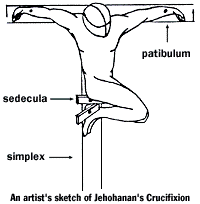 patibulum
sedecula
simplex
An artist's sketch of Jehohanan's Crucifixion